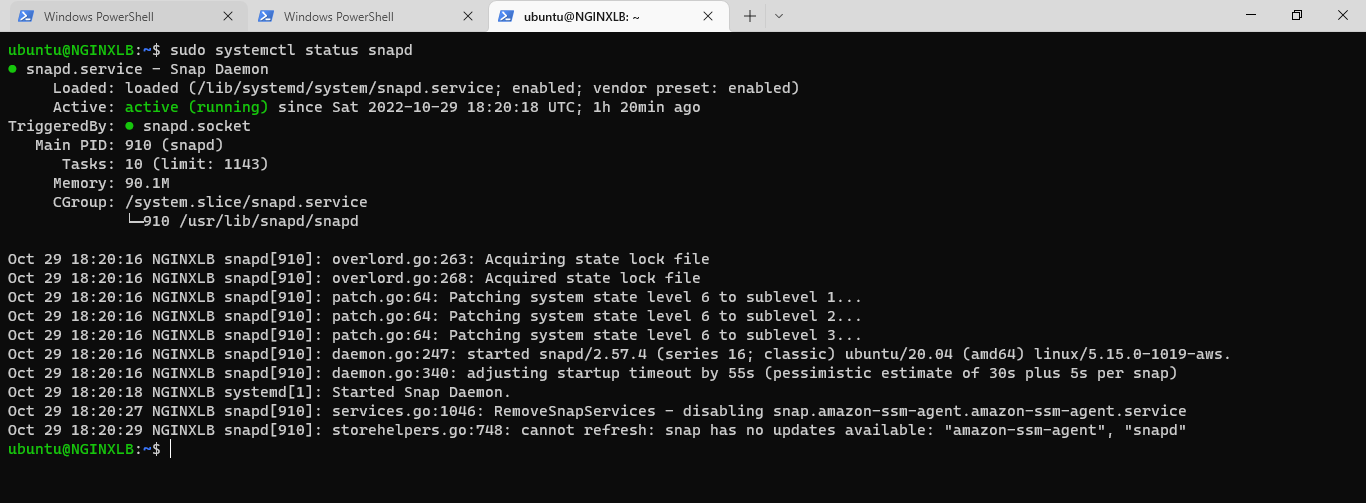 Windows PowerShell
Windows PowerShell
ubuntu@NGINXLB: ~
ubuntu@NGINXLB:~$ sudo systemctl status snapd
● snapd.service - Snap Daemon
Loaded: loaded (/lib/systemd/system/snapd.service; enabled; vendor preset: enabled)
Active: active (running) since Sat 2022-10-29 18:20:18 UTC; 1h 20min ago
TriggeredBy: ● snapd.socket
Main PID: 910 (snapd)
Tasks: 10 (limit: 1143)
Memory: 90.1M
CGroup: /system.slice/snapd.service
└─910 /usr/lib/snapd/snapd
Oct 29 18:20:16 NGINXLB snapd[910]: overlord.go:263: Acquiring state lock file
Oct 29 18:20:16 NGINXLB snapd[910]: overlord.go:268: Acquired state lock file
Oct 29 18:20:16 NGINXLB snapd[910]: patch.go:64: Patching system state level 6 to sublevel 1...
Oct 29 18:20:16 NGINXLB snapd[910]: patch.go:64: Patching system state level 6 to sublevel 2...
Oct 29 18:20:16 NGINXLB snapd[910]: patch.go:64: Patching system state level 6 to sublevel 3...
Oct 29 18:20:16 NGINXLB snapd[910]: daemon.go:247: started snapd/2.57.4 (series 16; classic) ubuntu/20.04 (amd64) linux/5.15.0-1019-aws.
Oct 29 18:20:16 NGINXLB snapd[910]: daemon.go:340: adjusting startup timeout by 55s (pessimistic estimate of 30s plus 5s per snap)
Oct 29 18:20:18 NGINXLB systemd[1]: Started Snap Daemon.
Oct 29 18:20:27 NGINXLB snapd[910]: services.go:1046: RemoveSnapServices - disabling snap.amazon-ssm-agent.amazon-ssm-agent.service
Oct 29 18:20:29 NGINXLB snapd[910]: storehelpers.go:748: cannot refresh: snap has no updates available: "amazon-ssm-agent", "snapd"
ubuntu@NGINXLB:~$